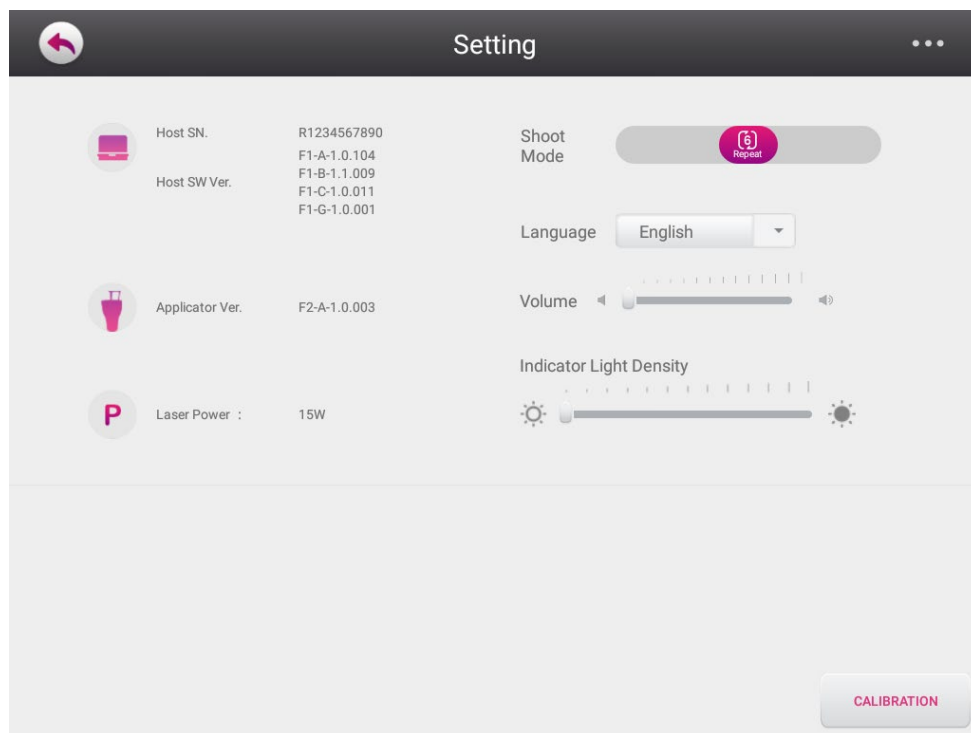 Setting
Host SN. R1234567890
Host SW Ver. F1-A-1.0.104
F1-B-1.1.009
F1-C-1.0.011
F1-G-1.0.001
Applicator Ver. F2-A-1.0.003
P Laser Power : 15W
Shoot
Mode
6
Repeat
Language English
Volume
Indicator Light Density
CALIBRATION